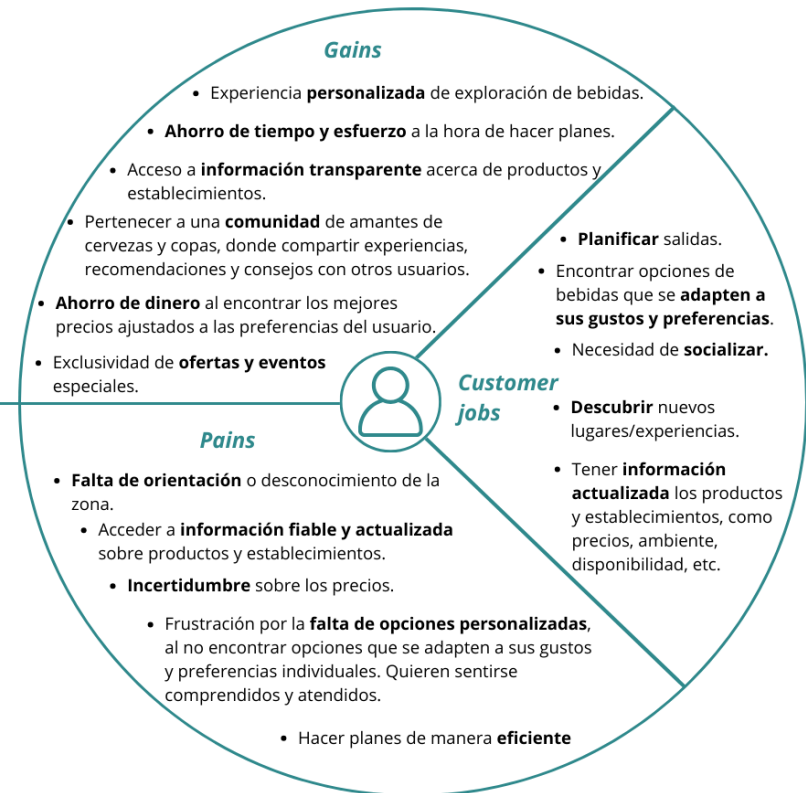 Gains
• Experiencia personalizada de exploración de bebidas.
• Ahorro de tiempo y esfuerzo a la hora de hacer planes.
• Acceso a información transparente acerca de productos y
establecimientos.
• Pertenecer a una comunidad de amantes de
cervezas y copas, donde compartir experiencias,
recomendaciones y consejos con otros usuarios.
• Ahorro de dinero al encontrar los mejores
precios ajustados a las preferencias del usuario.
• Exclusividad de ofertas y eventos
especiales.
Customer
jobs
• Planificar salidas.
• Encontrar opciones de
bebidas que se adapten a
sus gustos y preferencias.
• Necesidad de socializar.
• Descubrir nuevos
lugares/experiencias.
• Tener información
actualizada los productos
y establecimientos, como
precios, ambiente,
disponibilidad, etc.
Pains
• Falta de orientación o desconocimiento de la
zona.
• Acceder a información fiable y actualizada
sobre productos y establecimientos.
• Incertidumbre sobre los precios.
• Frustración por la falta de opciones personalizadas,
al no encontrar opciones que se adapten a sus gustos
y preferencias individuales. Quieren sentirse
comprendidos y atendidos.
• Hacer planes de manera eficiente